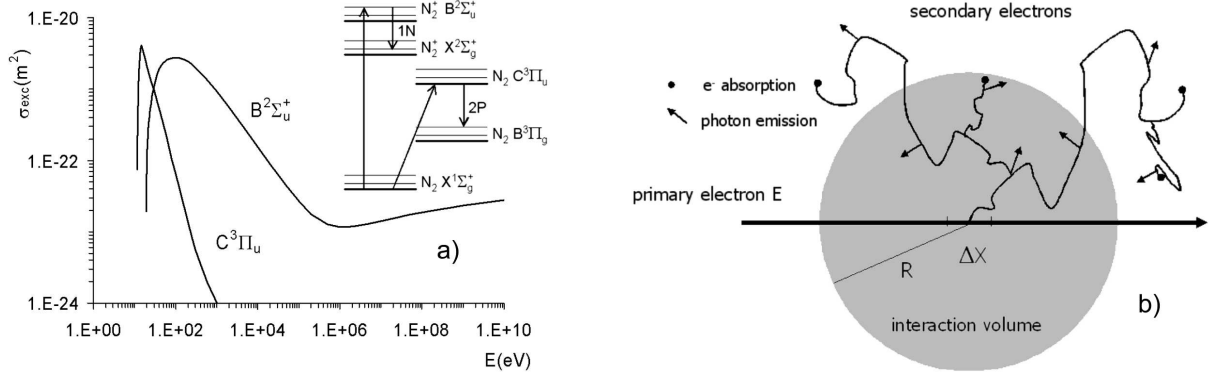 1.E-20
1.E-22
1.E-24
σexc(m²)
1.E+00 1.E+02 1.E+04 1.E+06 1.E+08 1.E+10
E(eV)
B²Σu⁺
C³Πu
a)
N₂⁺ B²Σu⁺
1N
N₂⁺ X²Σg⁺
N₂ C³Πu
2P
N₂ B³Πg
N₂ X¹Σg⁺
secondary electrons
e⁻ absorption
photon emission
primary electron E
R
ΔX
interaction volume
b)